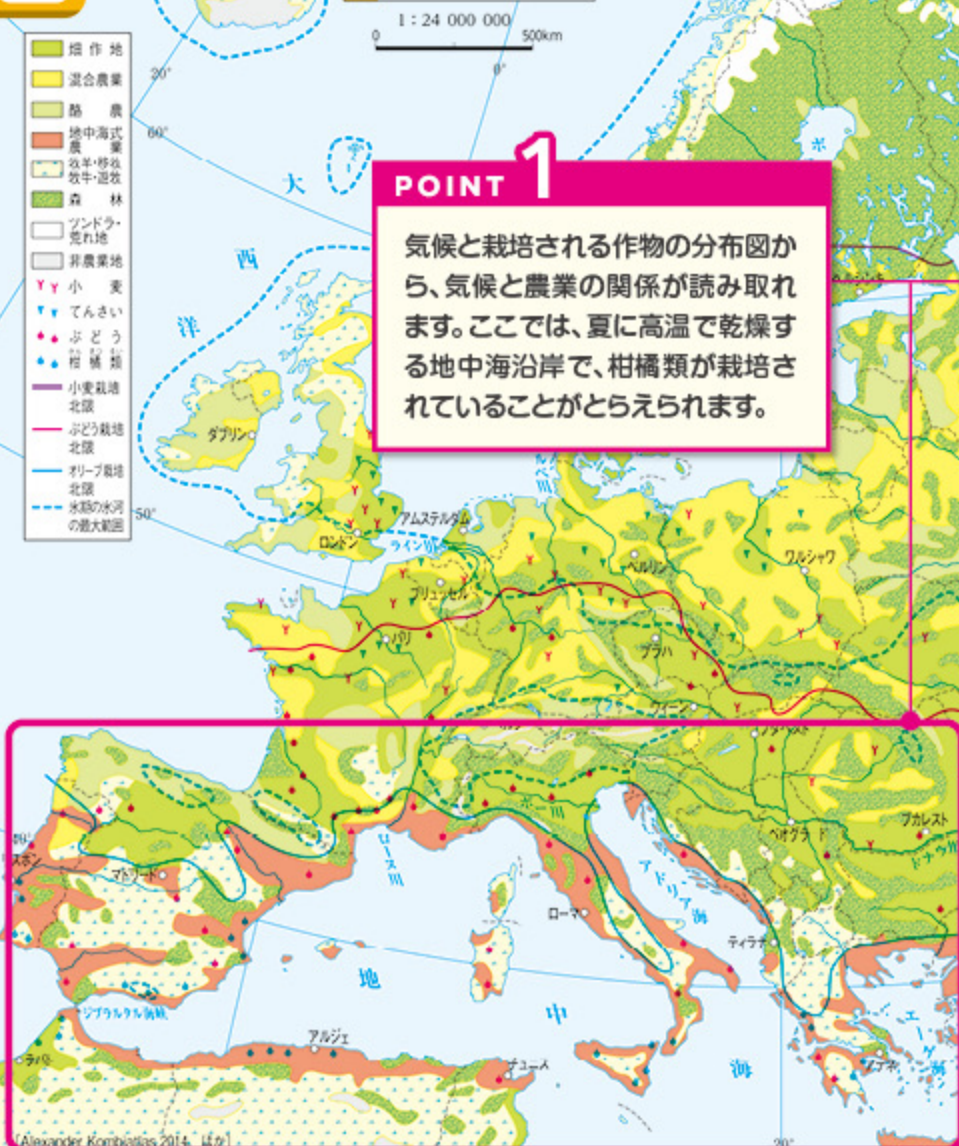 1：24 000 000
0 500km
0°
20°
60°
50°
畑作地
混合農業
酪農
地中海式
農業
牧羊・移牧
牧牛・遊牧
森林
ツンドラ・
荒れ地
非農業地
小麦
てんさい
ぶどう
柑橘類
小麦栽培
北限
ぶどう栽培
北限
オリーブ栽培
北限
氷期の氷河
の最大範囲
POINT 1
気候と栽培される作物の分布図か
ら、気候と農業の関係が読み取れ
ます。ここでは、夏に高温で乾燥す
る地中海沿岸で、柑橘類が栽培さ
れていることがとらえられます。
大
西
洋
ボ
ダブリン
ロンドン
アムステルダム
ライン川
ベルリン
ワルシャワ
ブリュッセル
パリ
プラハ
ウィーン
ブダペスト
ポー川
ベオグラード
ブカレスト
ドナウ川
マドリード
ローヌ川
アドリア海
ローマ
ティラナ
地
中
海
エーゲ海
アテネ
ジブラルタル海峡
ラバト
アルジェ
チュニス
20°
[Alexander Kombiatlas 2014、ほか]